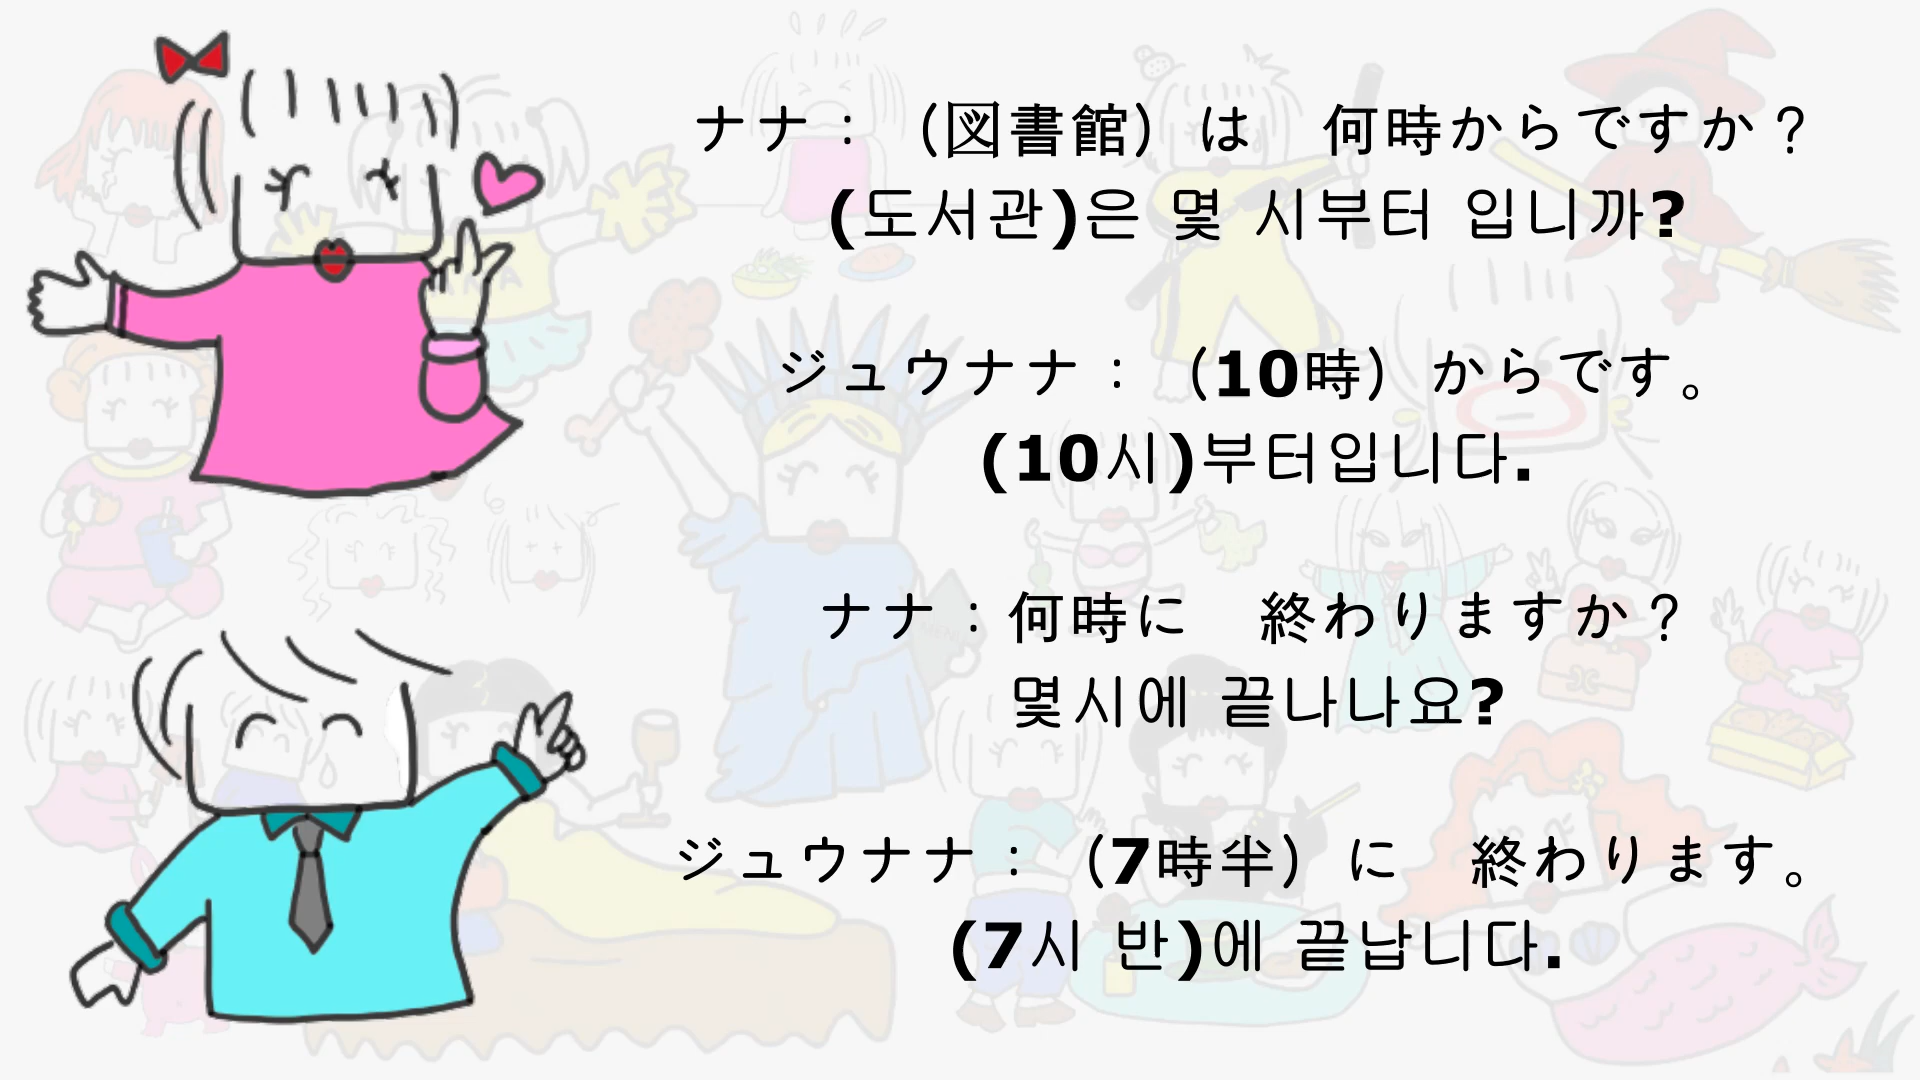 ナナ：（図書館）は　何時からですか？
(도서관)은 몇 시부터 입니까?
ジュウナナ：（10時）からです。
(10시)부터입니다.
ナナ：何時に　終わりますか？
몇시에 끝나나요?
ジュウナナ：（7時半）に　終わります。
(7시 반)에 끝납니다.